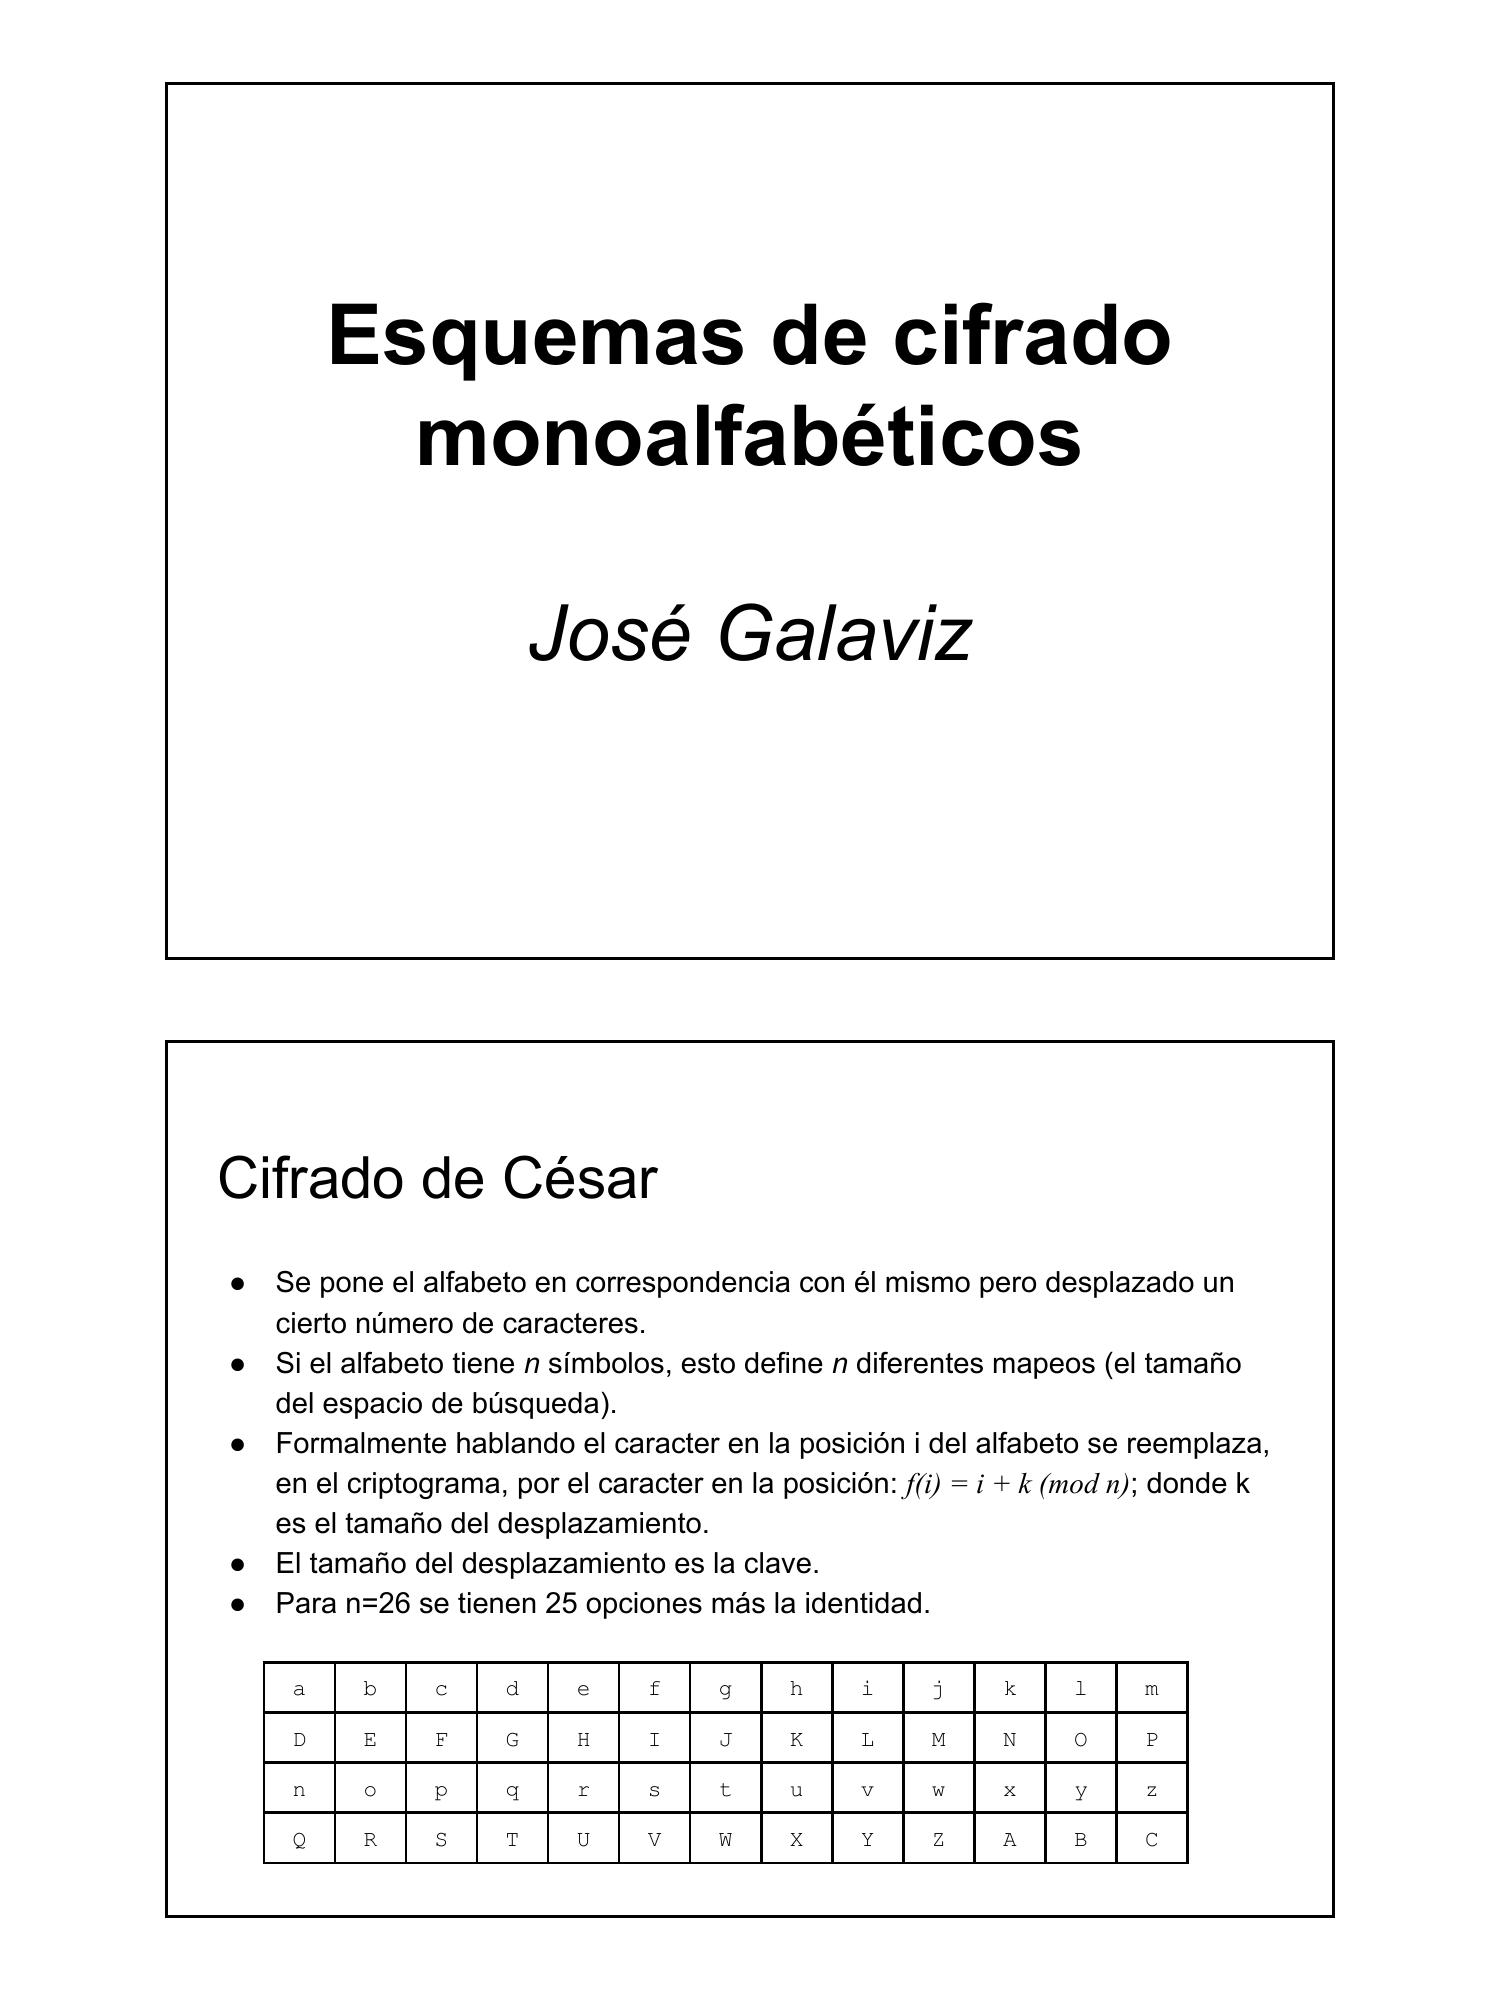 Esquemas de cifrado
monoalfabéticos
José Galaviz
Cifrado de César
● Se pone el alfabeto en correspondencia con él mismo pero desplazado un
cierto número de caracteres.
● Si el alfabeto tiene n símbolos, esto define n diferentes mapeos (el tamaño
del espacio de búsqueda).
● Formalmente hablando el caracter en la posición i del alfabeto se reemplaza,
en el criptograma, por el caracter en la posición: f(i) = i + k (mod n); donde k
es el tamaño del desplazamiento.
● El tamaño del desplazamiento es la clave.
● Para n=26 se tienen 25 opciones más la identidad.
a b c d e f g h i j k l m
D E F G H I J K L M N O P
n o p q r s t u v w x y z
Q R S T U V W X Y Z A B C